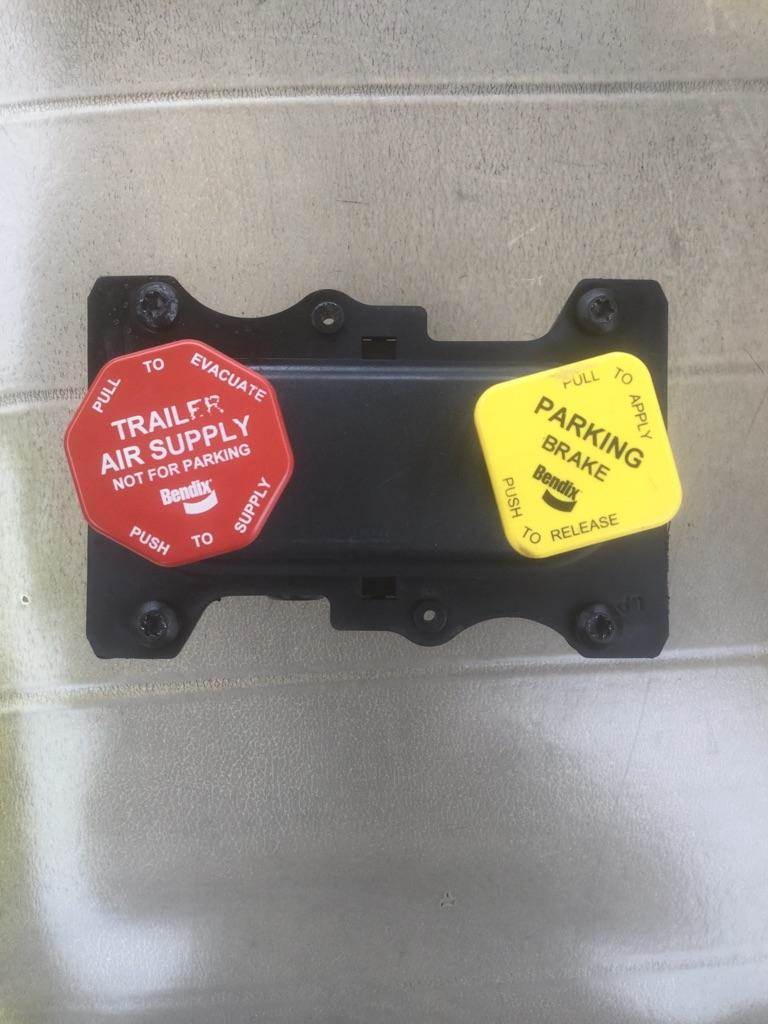 PULL TO EVACUATE
TRAILER
AIR SUPPLY
NOT FOR PARKING
Bendix
PUSH TO SUPPLY
PULL TO APPLY
PARKING
BRAKE
Bendix
PUSH TO RELEASE